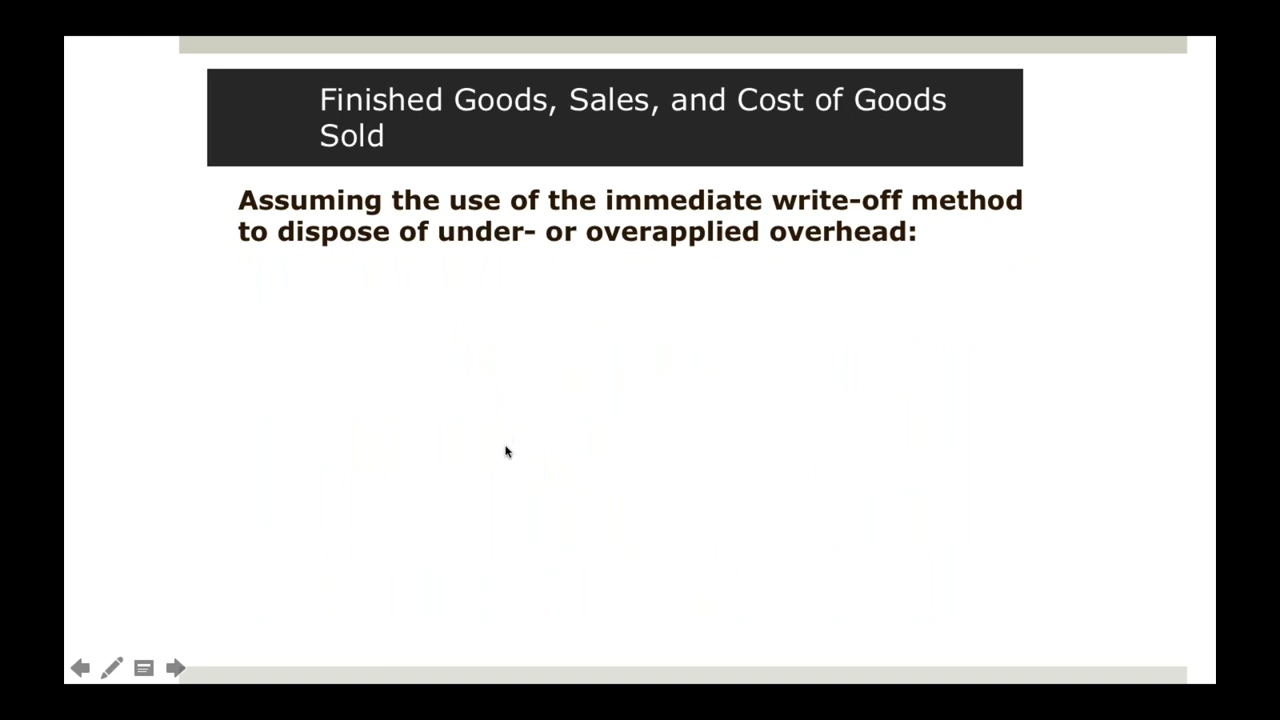 Finished Goods, Sales, and Cost of Goods
Sold
Assuming the use of the immediate write-off method
to dispose of under- or overapplied overhead: